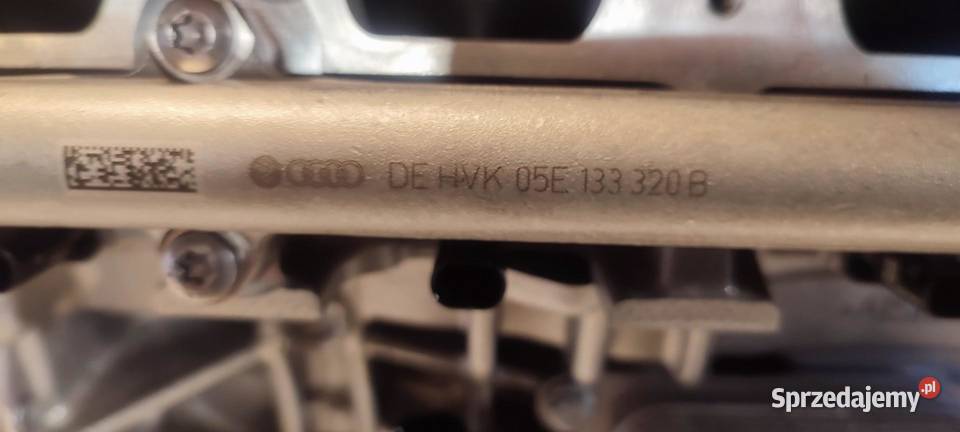 DE HVK 05E 133 320 B
Sprzedajemy.pl